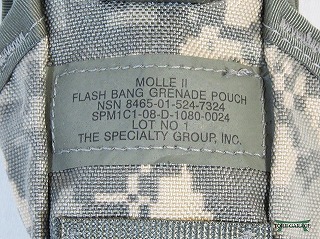 MOLLE II
FLASH BANG GRENADE POUCH
NSN 8465-01-524-7324
SPM1C1-08-D-1080-0024
LOT NO 1
THE SPECIALTY GROUP, INC.